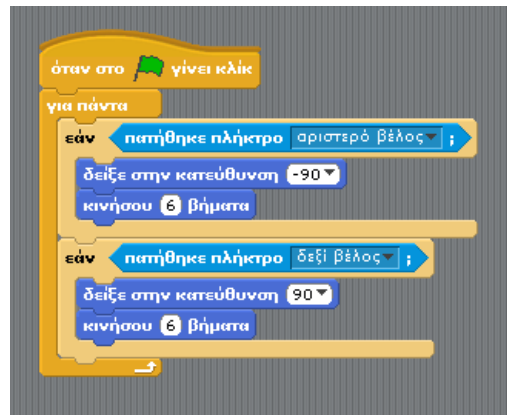 όταν στο γίνει κλίκ
για πάντα
εάν πατήθηκε πλήκτρο αριστερό βέλος ;
δείξε στην κατεύθυνση -90
κινήσου 6 βήματα
εάν πατήθηκε πλήκτρο δεξί βέλος ;
δείξε στην κατεύθυνση 90
κινήσου 6 βήματα